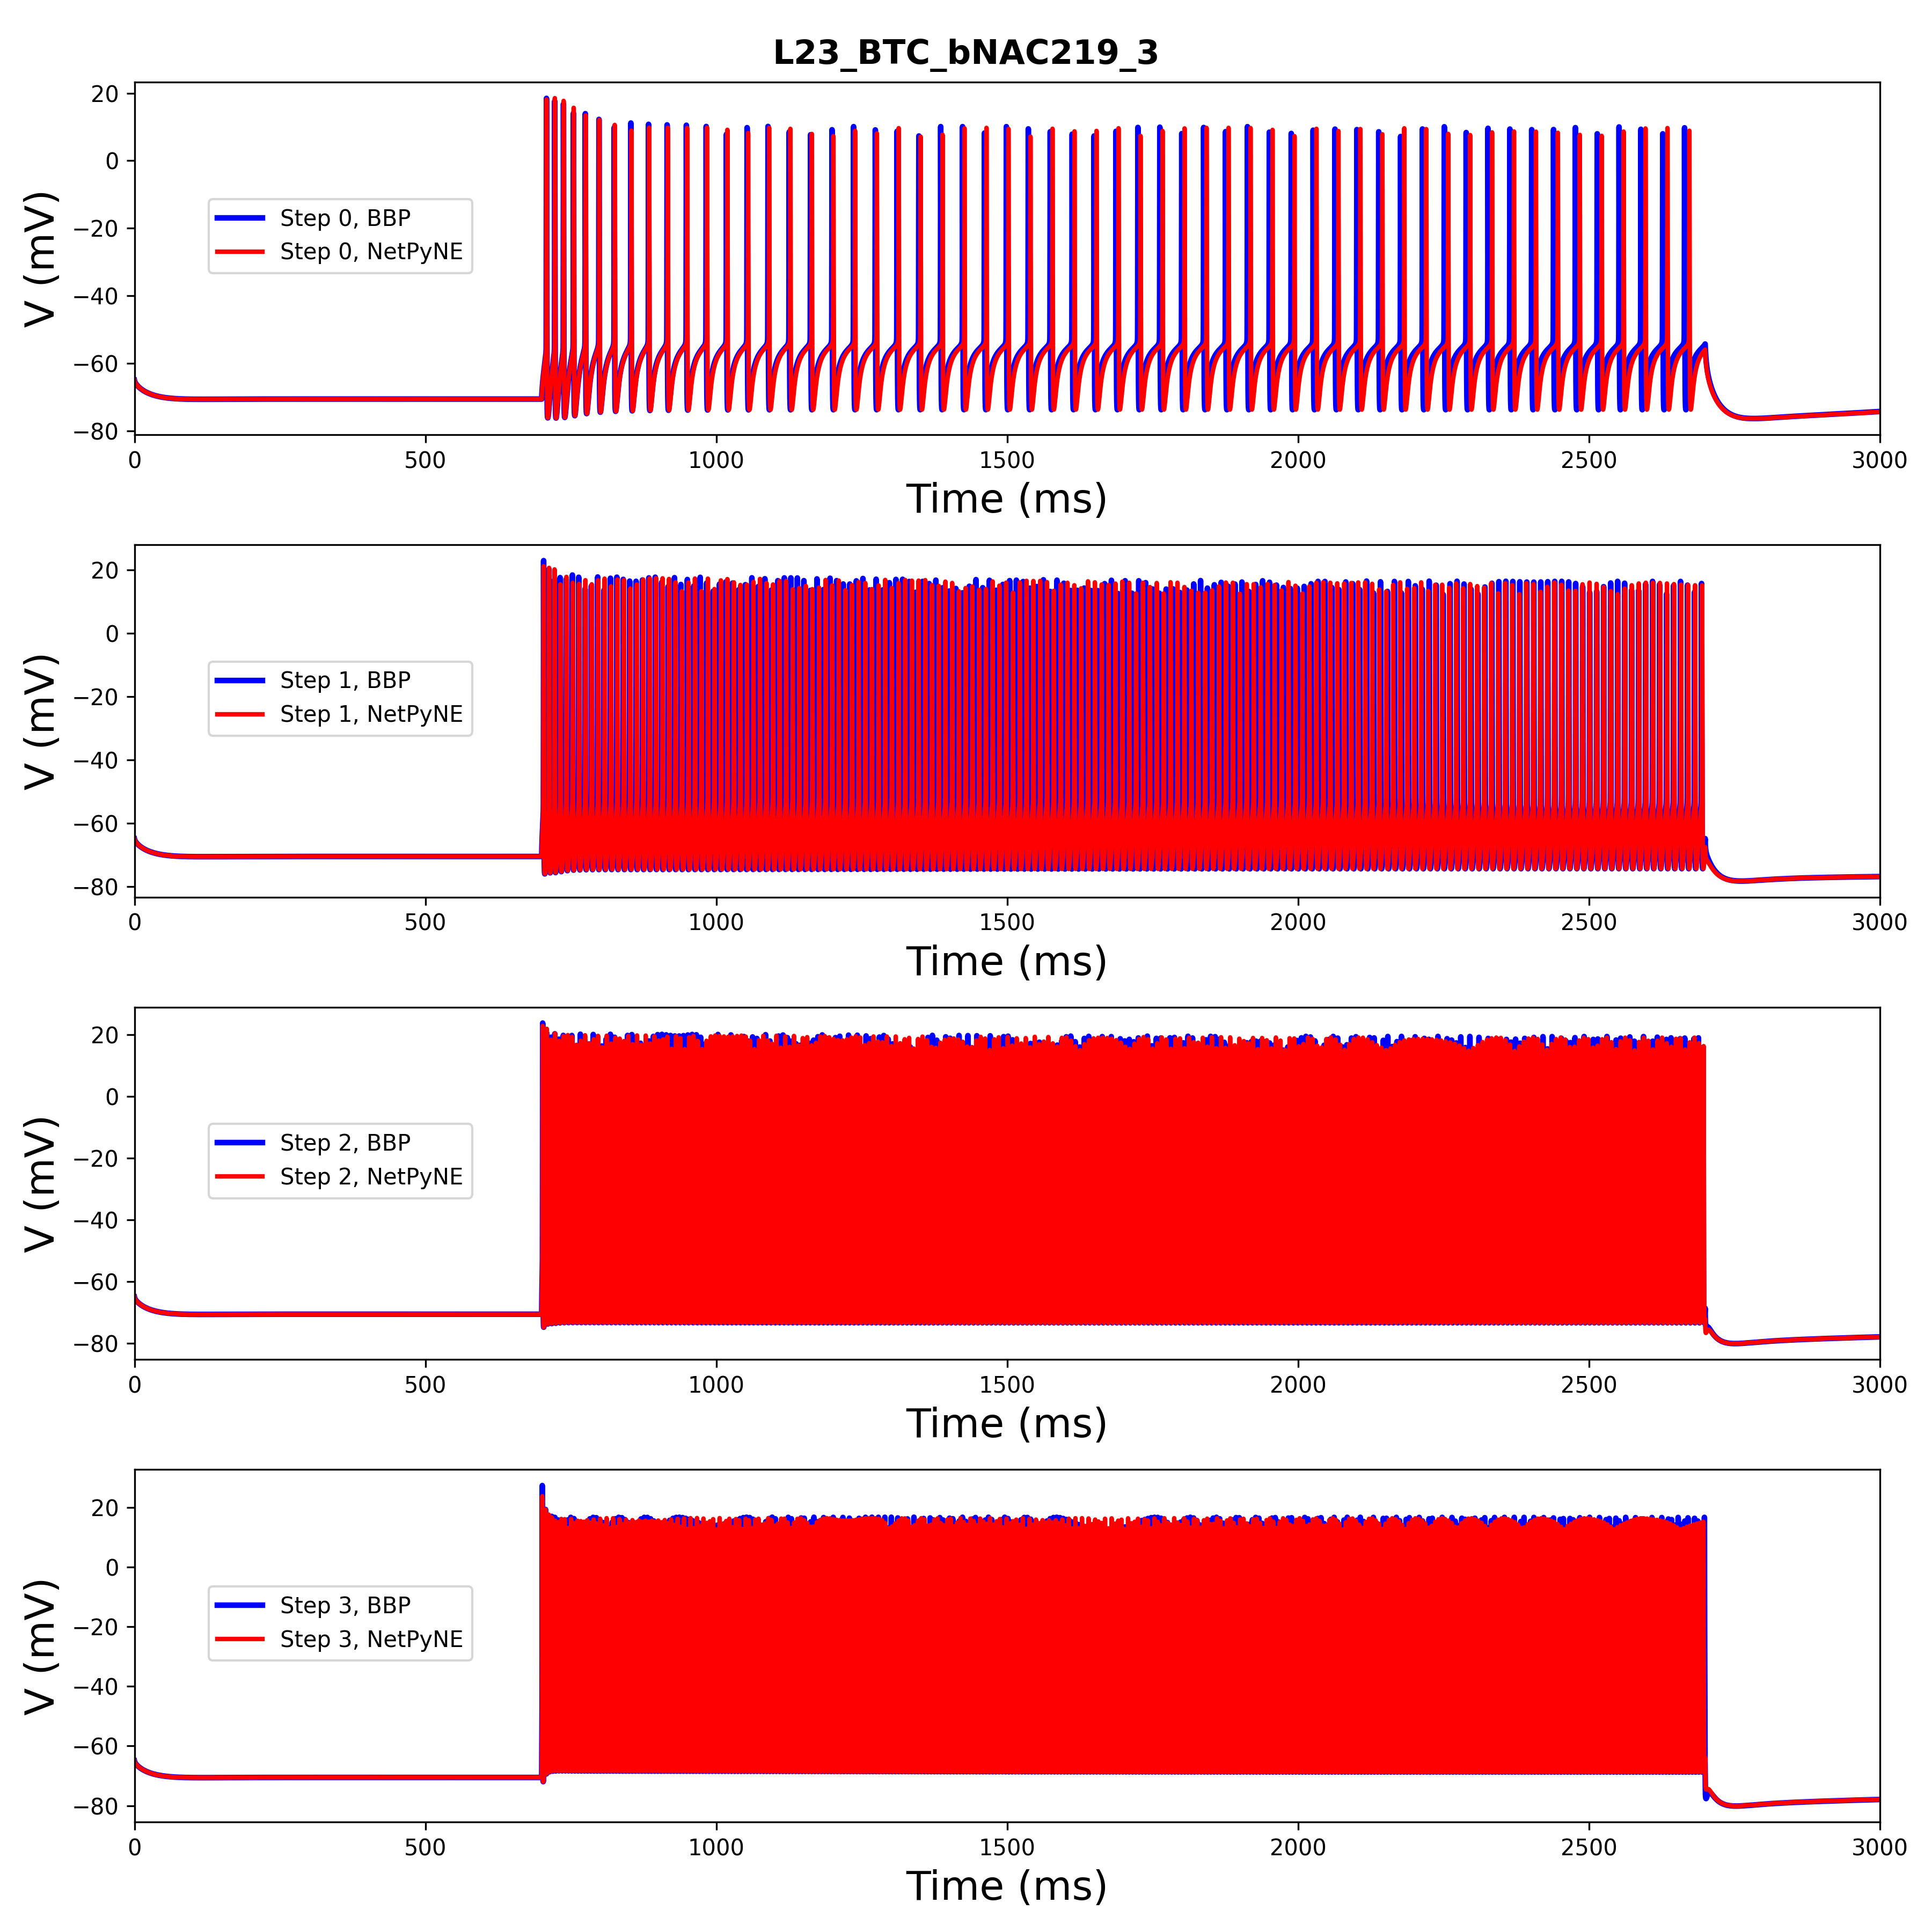 L23_BTC_bNAC219_3
20
0
−20
−40
−60
−80
V (mV)
Step 0, BBP
Step 0, NetPyNE
0 500 1000 1500 2000 2500 3000
Time (ms)
20
0
−20
−40
−60
−80
V (mV)
Step 1, BBP
Step 1, NetPyNE
0 500 1000 1500 2000 2500 3000
Time (ms)
20
0
−20
−40
−60
−80
V (mV)
Step 2, BBP
Step 2, NetPyNE
0 500 1000 1500 2000 2500 3000
Time (ms)
20
0
−20
−40
−60
−80
V (mV)
Step 3, BBP
Step 3, NetPyNE
0 500 1000 1500 2000 2500 3000
Time (ms)